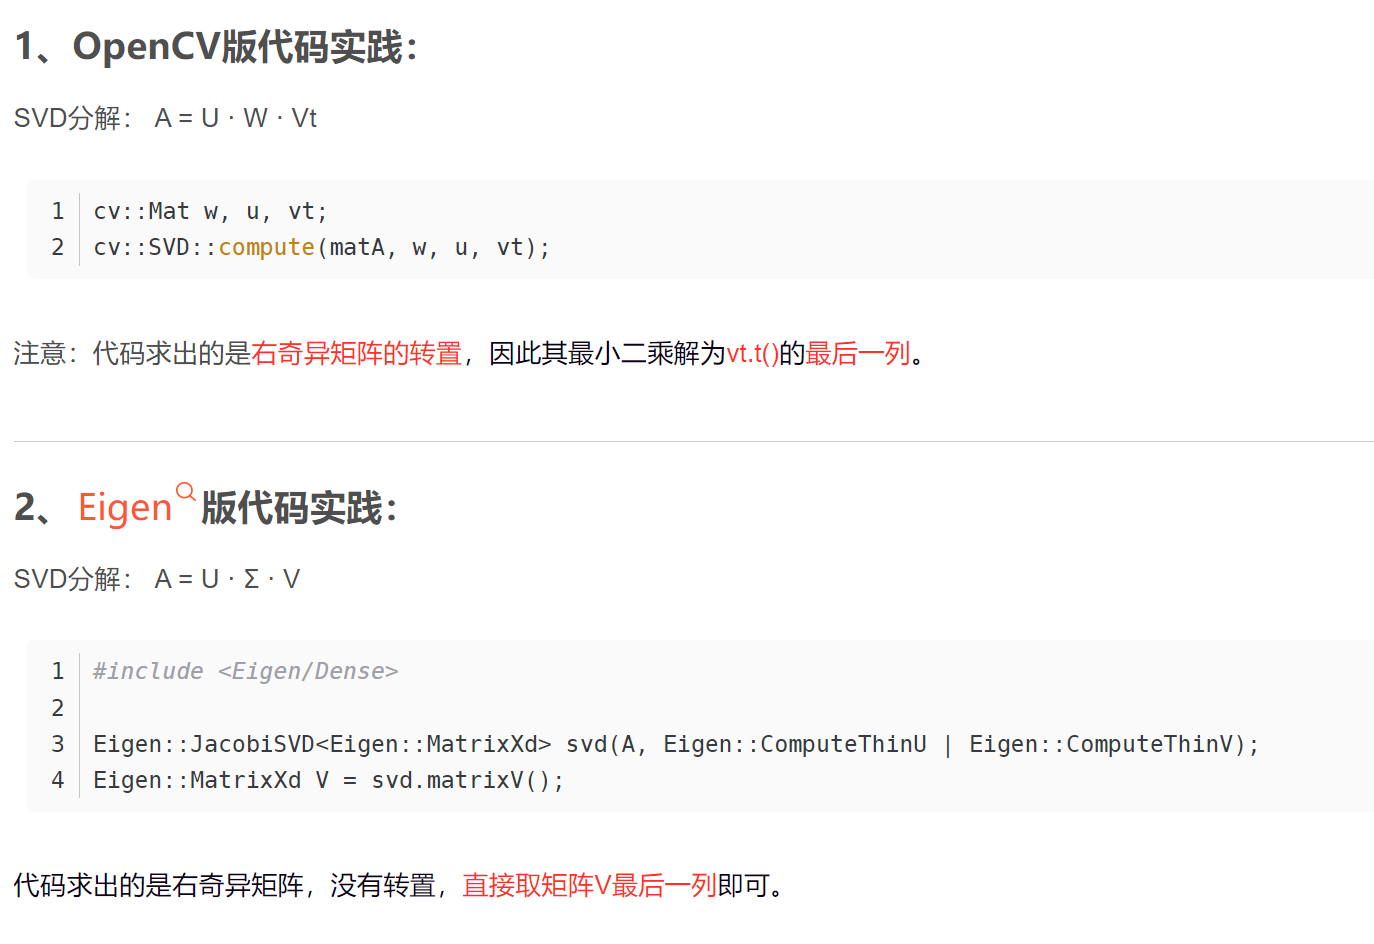 1、OpenCV版代码实践：
SVD分解： A = U · W · Vt
1 cv::Mat w, u, vt;
2 cv::SVD::compute(matA, w, u, vt);
注意：代码求出的是右奇异矩阵的转置，因此其最小二乘解为vt.t()的最后一列。
2、Eigen版代码实践：
SVD分解： A = U · Σ · V
1 #include <Eigen/Dense>
2
3 Eigen::JacobiSVD<Eigen::MatrixXd> svd(A, Eigen::ComputeThinU | Eigen::ComputeThinV);
4 Eigen::MatrixXd V = svd.matrixV();
代码求出的是右奇异矩阵，没有转置，直接取矩阵V最后一列即可。